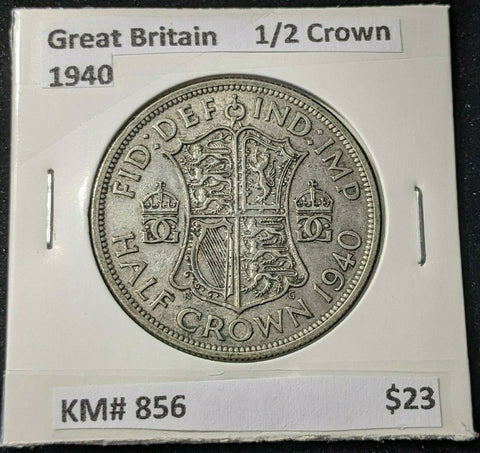 Great Britain 1/2 Crown
1940
FID:DEF IND:IMP
HALF CROWN 1940
KM# 856 $23